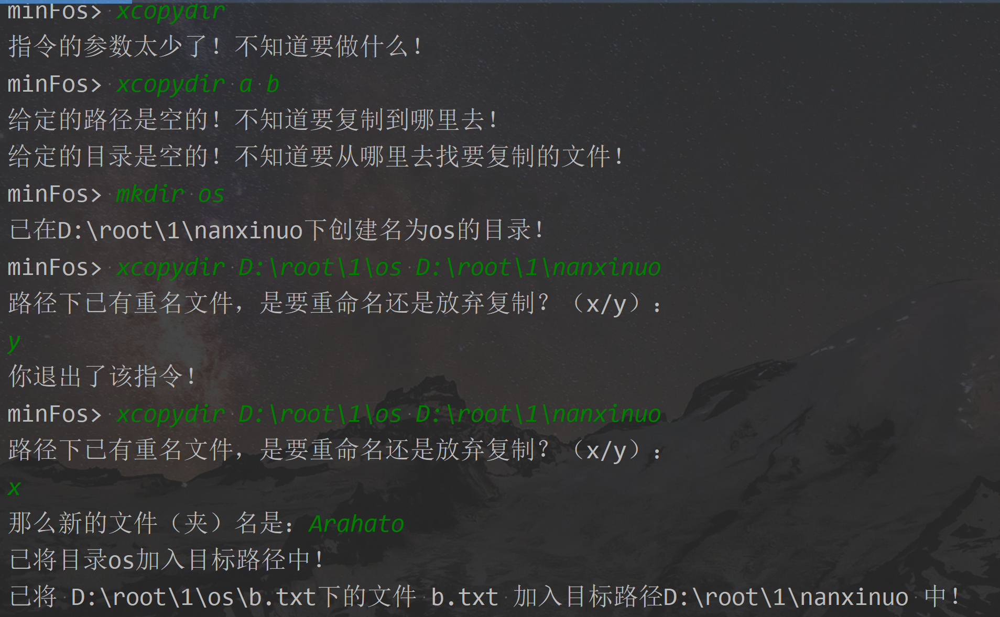 minFos> xcopydir
指令的参数太少了！不知道要做什么！
minFos> xcopydir a b
给定的路径是空的！不知道要复制到哪里去！
给定的目录是空的！不知道要从哪里去找要复制的文件！
minFos> mkdir os
已在D:\root\1\nanxinuo下创建名为os的目录！
minFos> xcopydir D:\root\1\os D:\root\1\nanxinuo
路径下已有重名文件，是要重命名还是放弃复制？（x/y）：
y
你退出了该指令！
minFos> xcopydir D:\root\1\os D:\root\1\nanxinuo
路径下已有重名文件，是要重命名还是放弃复制？（x/y）：
x
那么新的文件（夹）名是：Arahato
已将目录os加入目标路径中！
已将 D:\root\1\os\b.txt下的文件 b.txt 加入目标路径D:\root\1\nanxinuo 中！